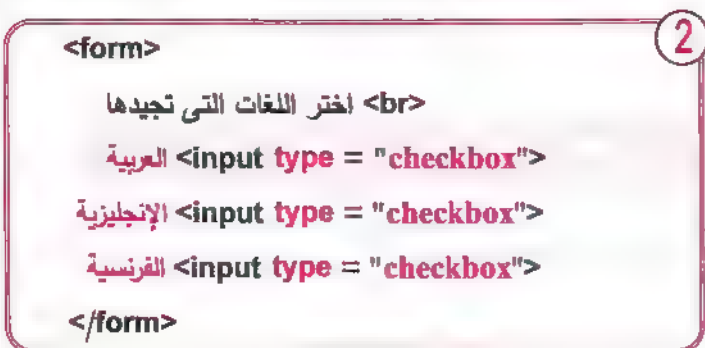 2
<form>
اختر اللغات التى تجيدها <br>
العربية <input type = "checkbox">
الإنجليزية <input type = "checkbox">
الفرنسية <input type = "checkbox">
</form>